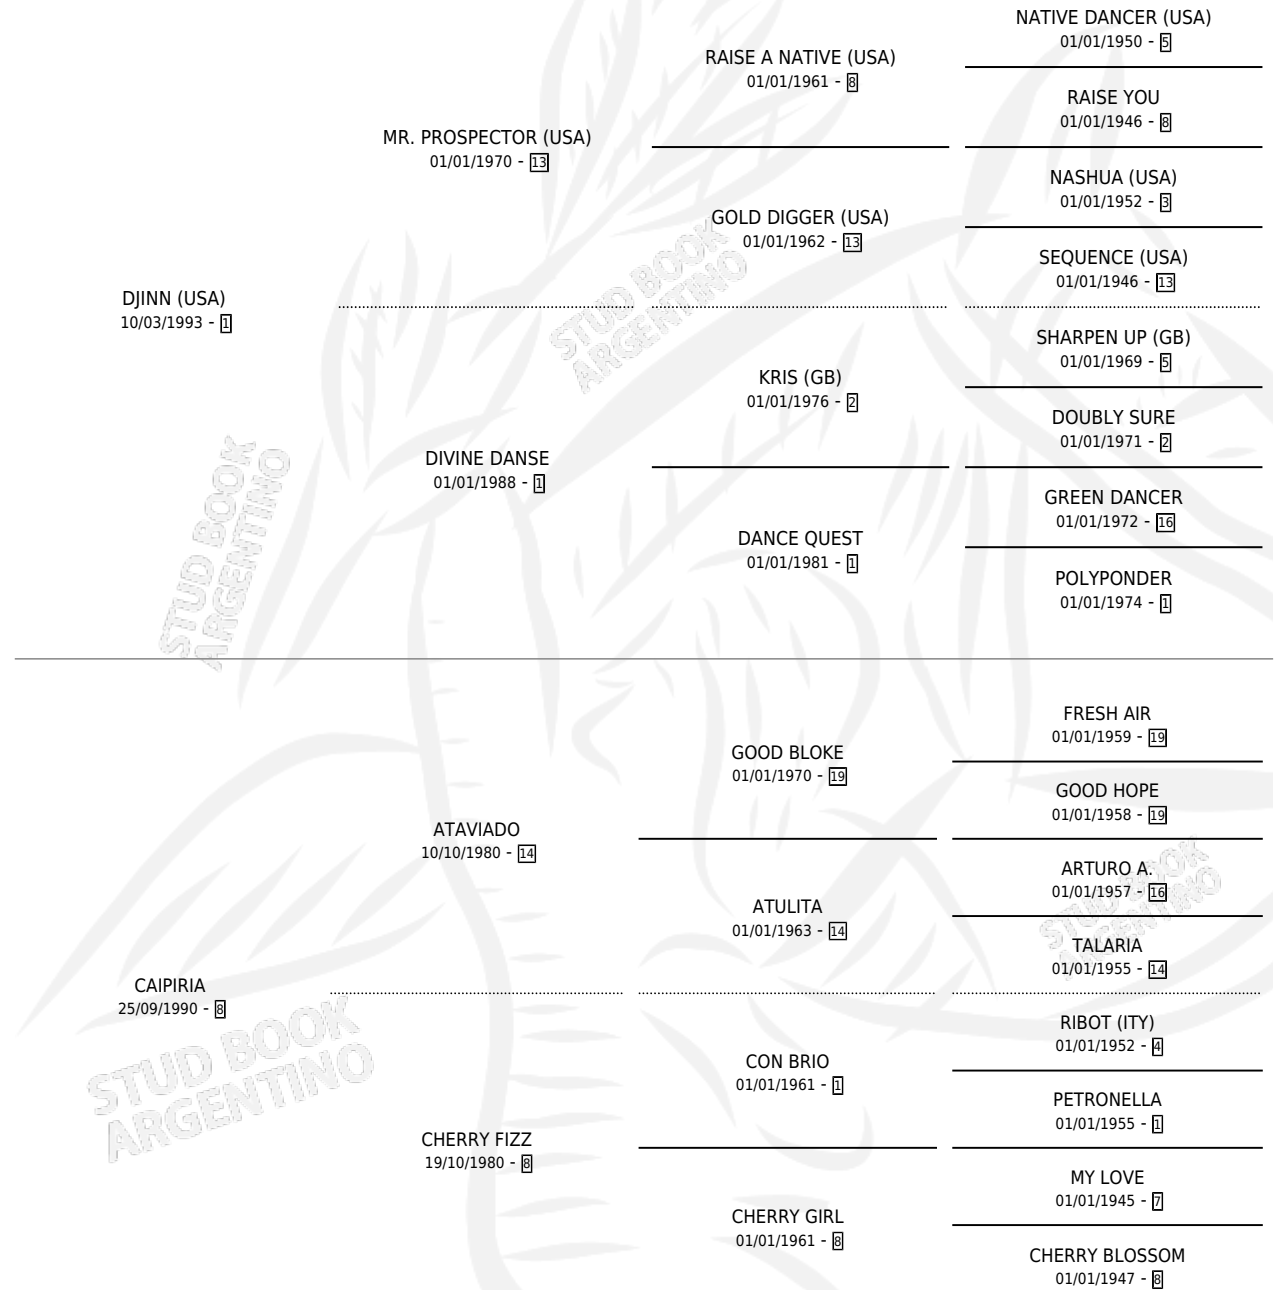 NATIVE DANCER (USA)
01/01/1950 - 5
RAISE A NATIVE (USA)
01/01/1961 - 8
RAISE YOU
01/01/1946 - 8
MR. PROSPECTOR (USA)
01/01/1970 - 13
NASHUA (USA)
01/01/1952 - 3
GOLD DIGGER (USA)
01/01/1962 - 13
SEQUENCE (USA)
01/01/1946 - 13
STUD BOOK
ARGENTINO
DJINN (USA)
10/03/1993 - 1
SHARPEN UP (GB)
01/01/1969 - 5
KRIS (GB)
01/01/1976 - 2
DOUBLY SURE
01/01/1971 - 2
DIVINE DANSE
01/01/1988 - 1
GREEN DANCER
01/01/1972 - 16
DANCE QUEST
01/01/1981 - 1
POLYPONDER
01/01/1974 - 1
STUD BOOK
ARGENTINO
FRESH AIR
01/01/1959 - 19
GOOD BLOKE
01/01/1970 - 19
GOOD HOPE
01/01/1958 - 19
ATAVIADO
10/10/1980 - 14
ARTURO A.
01/01/1957 - 16
ATULITA
01/01/1963 - 14
TALARIA
01/01/1955 - 14
STUD BOOK
ARGENTINO
CAIPIRIA
25/09/1990 - 8
RIBOT (ITY)
01/01/1952 - 4
CON BRIO
01/01/1961 - 1
PETRONELLA
01/01/1955 - 1
STUD BOOK
ARGENTINO
CHERRY FIZZ
19/10/1980 - 8
MY LOVE
01/01/1945 - 7
CHERRY GIRL
01/01/1961 - 8
CHERRY BLOSSOM
01/01/1947 - 8